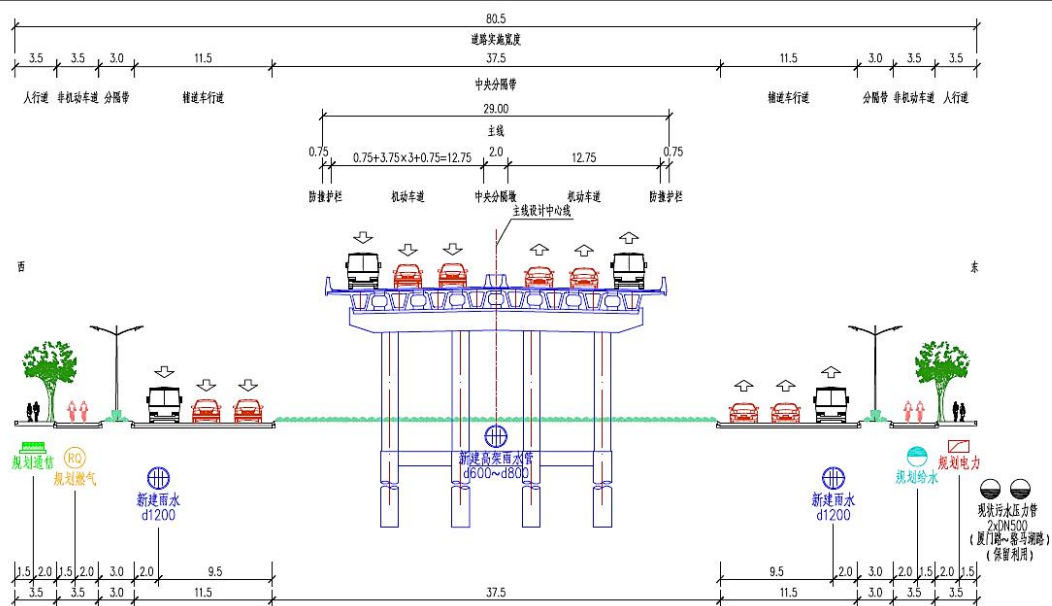 80.5
道路实施宽度
3.5 3.5 3.0 11.5 37.5 11.5 3.0 3.5 3.5
人行道 非机动车道 分隔带 辅道车行道 中央分隔带 辅道车行道 分隔带 非机动车道 人行道
29.00
主线
0.75 0.75+3.75×3+0.75=12.75 2.0 12.75 0.75
防撞护栏 机动车道 中央分隔墩 机动车道 防撞护栏
主线设计中心线
西 东
规划通信
RQ
规划燃气
新建雨水
d1200
新建高架雨水管
d600~d800
新建雨水
d1200
规划给水
规划电力
现状污水压力管
2xDN500
(厦门路~骆马湖路)
(保留利用)
1.5 2.0 1.5 2.0 3.0 2.0 9.5 9.5 2.0 3.0 2.0 1.5 2.0 1.5
3.5 3.5 3.0 11.5 37.5 11.5 3.0 3.5 3.5